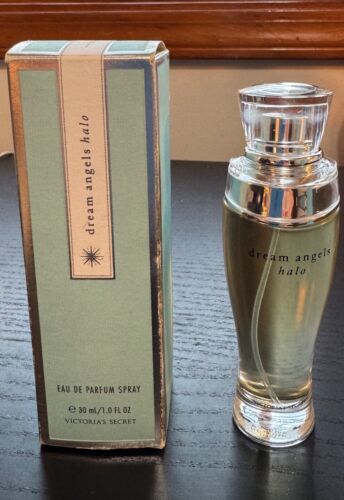 dream angels halo
EAU DE PARFUM SPRAY
℮ 30 ml/1.0 FL OZ
VICTORIA'S SECRET
dream angels
halo